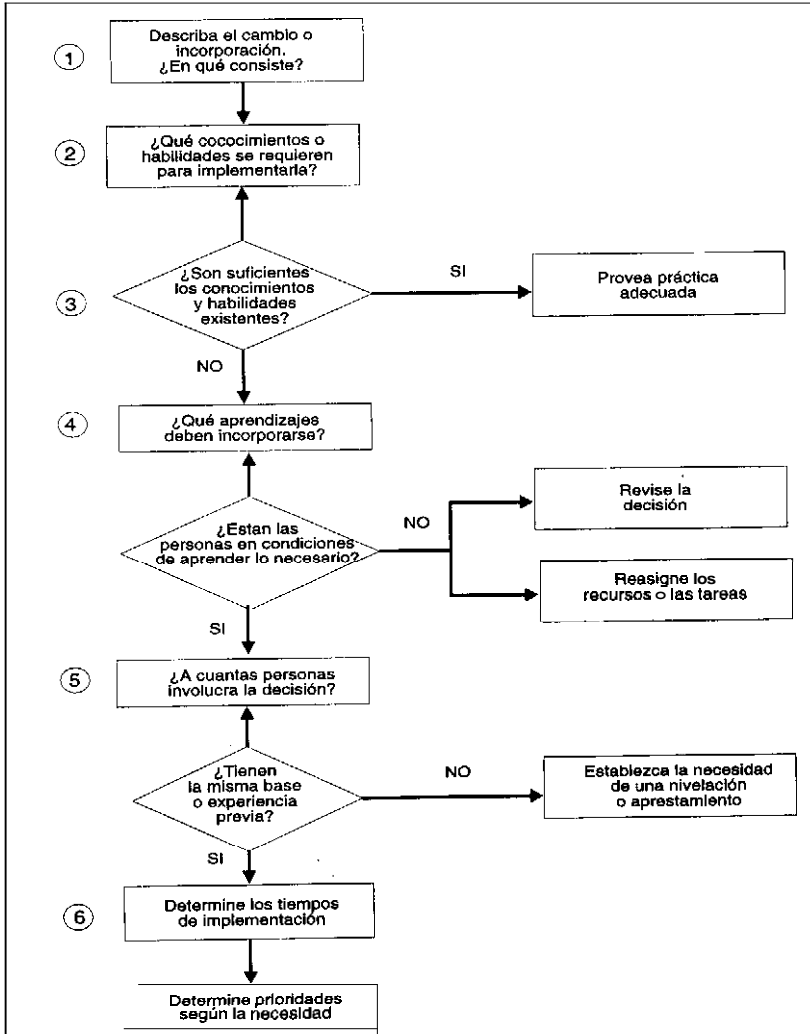 1
Describa el cambio o
incorporación.
¿En qué consiste?
2
¿Qué cococimientos o
habilidades se requieren
para implementarla?
3
¿Son suficientes
los conocimientos
y habilidades
existentes?
SI
Provea práctica
adecuada
NO
4
¿Qué aprendizajes
deben incorporarse?
¿Estan las
personas en condiciones
de aprender lo necesario?
NO
Revise la
decisión
Reasigne los
recursos o las tareas
SI
5
¿A cuantas personas
involucra la decisión?
¿Tienen
la misma base
o experiencia
previa?
NO
Establezca la necesidad
de una nivelación
o aprestamiento
SI
6
Determine los tiempos
de implementación
Determine prioridades
según la necesidad